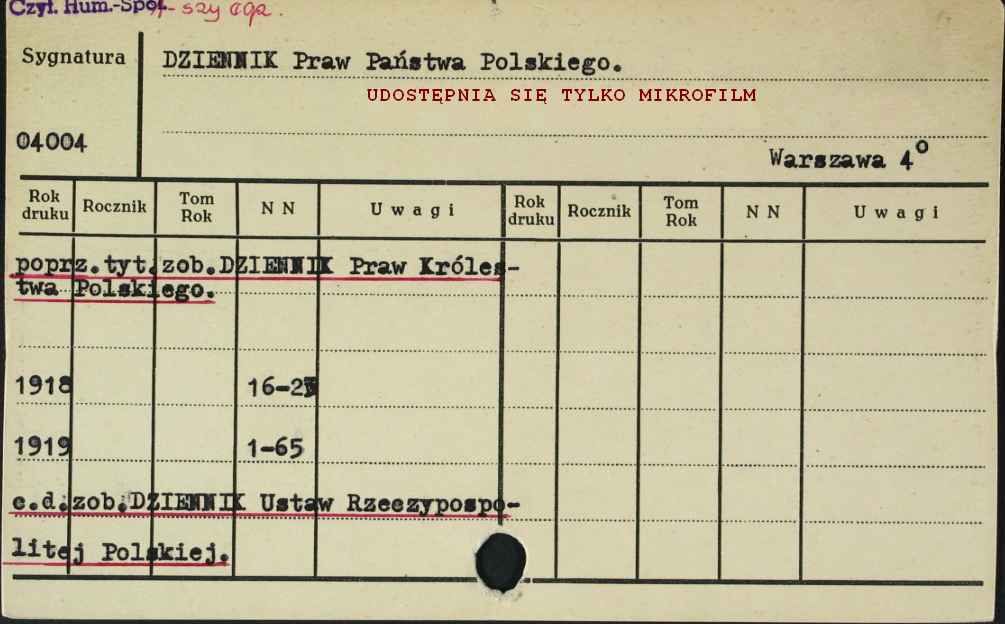 Czyt. Hum.-Społ.
Sygnatura
DZIENNIK Praw Państwa Polskiego.
UDOSTĘPNIA SIĘ TYLKO MIKROFILM
04004
Warszawa 4°
Rok druku Rocznik Tom Rok N N Uwagi Rok druku Rocznik Tom Rok N N Uwagi
poprz.tyt.zob.DZIENNIK Praw Króles-
twa Polskiego.
1918 16-
1919 1-65
c.d.zob.DZIENNIK Ustaw Rzeczypospo-
litej Polskiej.